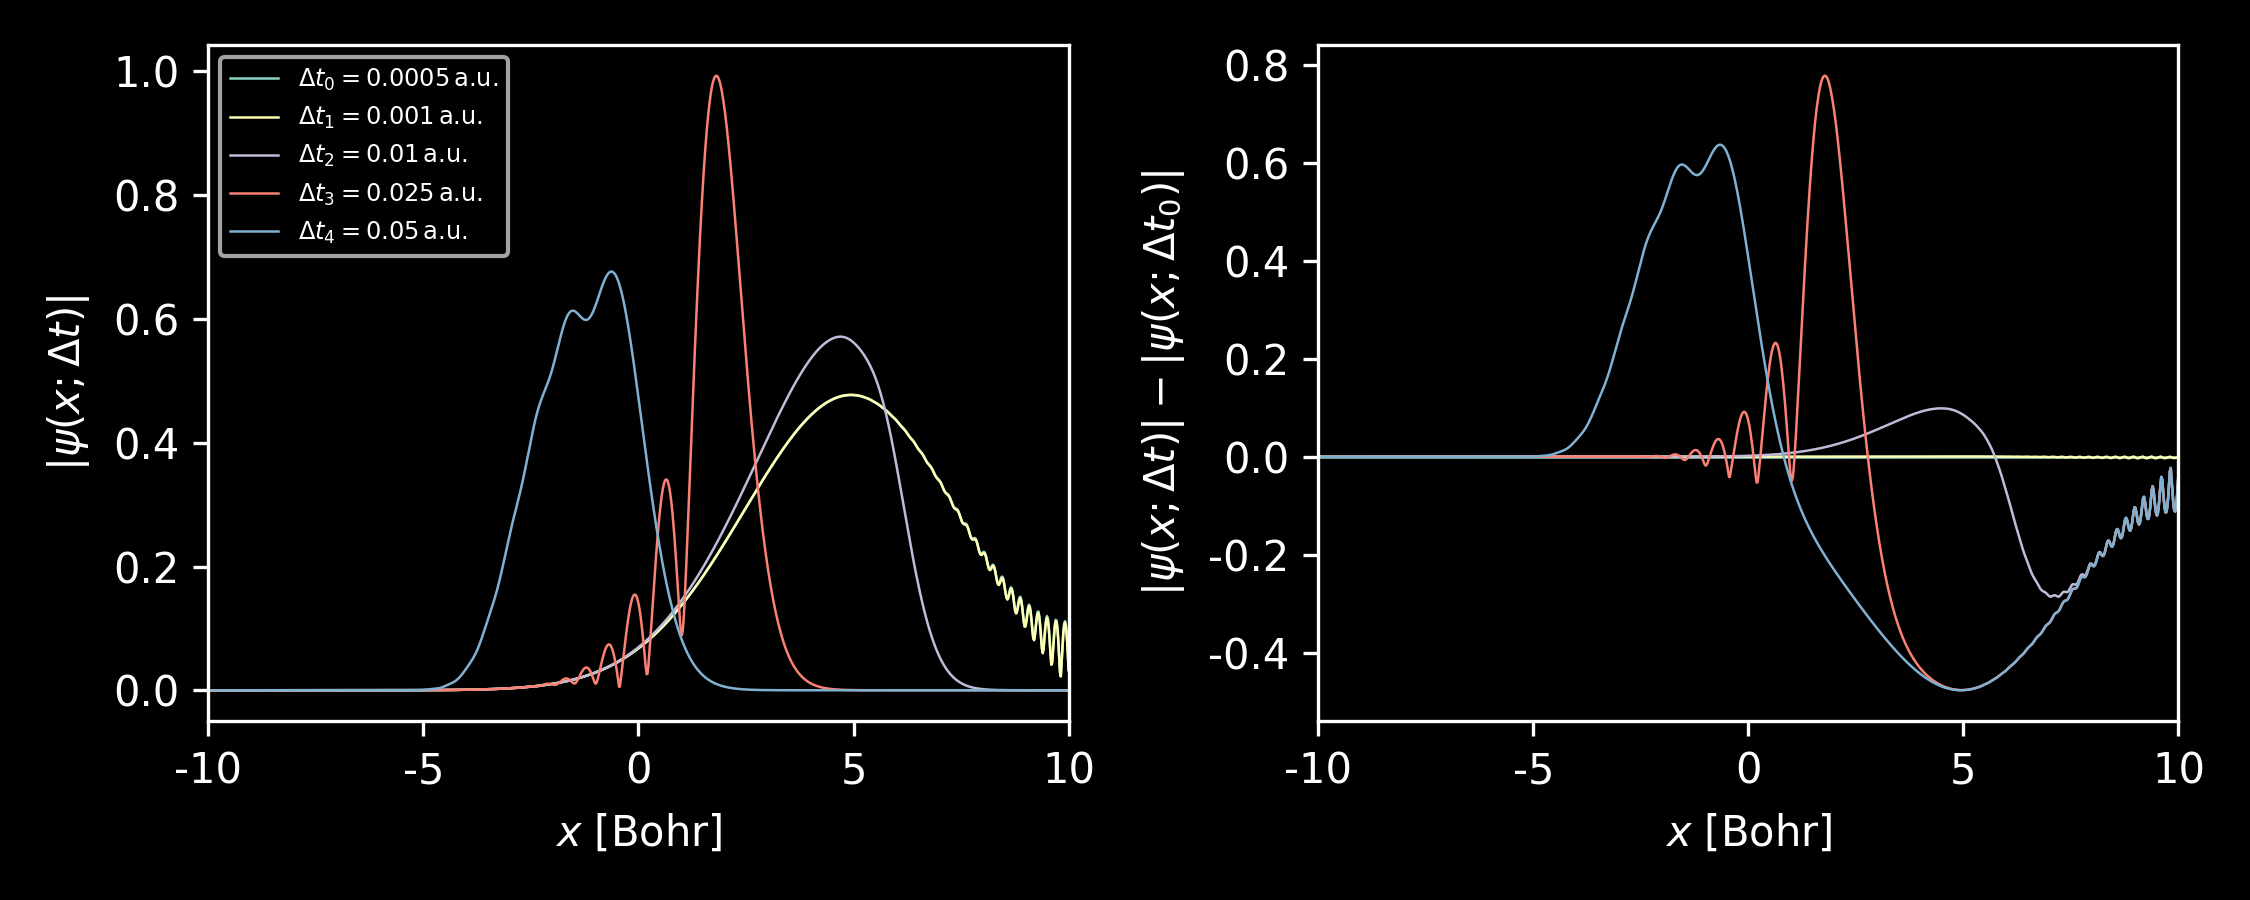 |ψ(x; Δt)|
1.0
0.8
0.6
0.4
0.2
0.0
Δt₀ = 0.0005 a.u.
Δt₁ = 0.001 a.u.
Δt₂ = 0.01 a.u.
Δt₃ = 0.025 a.u.
Δt₄ = 0.05 a.u.
-10 -5 0 5 10
x [Bohr]
|ψ(x; Δt)| − |ψ(x; Δt₀)|
0.8
0.6
0.4
0.2
0.0
-0.2
-0.4
-10 -5 0 5 10
x [Bohr]